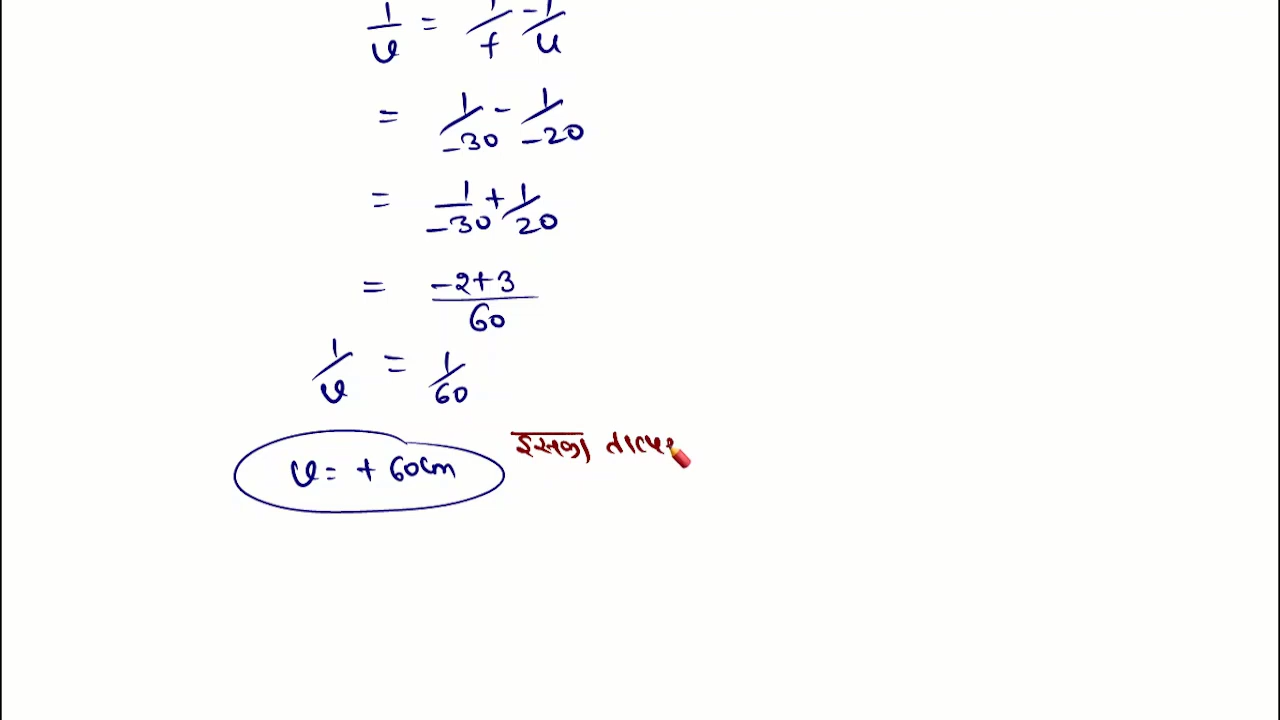 1/v = 1/f - 1/u
= 1/-30 - 1/-20
= 1/-30 + 1/20
= -2+3/60
1/v = 1/60
v = + 60cm
इसका तात्पर